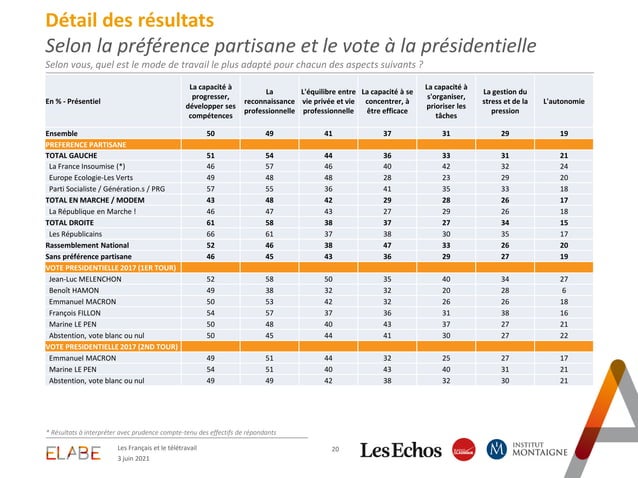 Détail des résultats
Selon la préférence partisane et le vote à la présidentielle
Selon vous, quel est le mode de travail le plus adapté pour chacun des aspects suivants ?
En % - Présentiel | La capacité à progresser, développer ses compétences | La reconnaissance professionnelle | L'équilibre entre vie privée et vie professionnelle | La capacité à se concentrer, à être efficace | La capacité à s'organiser, prioriser les tâches | La gestion du stress et de la pression | L'autonomie
Ensemble 50 49 41 37 31 29 19
PREFERENCE PARTISANE
TOTAL GAUCHE 51 54 44 36 33 31 21
La France Insoumise (*) 46 57 46 40 42 32 24
Europe Ecologie-Les Verts 49 48 48 28 23 29 20
Parti Socialiste / Génération.s / PRG 57 55 36 41 35 33 18
TOTAL EN MARCHE / MODEM 43 48 42 29 28 26 17
La République en Marche ! 46 47 43 27 29 26 18
TOTAL DROITE 61 58 38 37 27 34 15
Les Républicains 66 61 37 38 30 35 17
Rassemblement National 52 46 38 47 33 26 20
Sans préférence partisane 46 45 43 36 29 27 19
VOTE PRESIDENTIELLE 2017 (1ER TOUR)
Jean-Luc MELENCHON 52 58 50 35 40 34 27
Benoît HAMON 49 38 32 32 20 28 6
Emmanuel MACRON 50 53 42 32 26 26 18
François FILLON 54 57 37 36 31 38 16
Marine LE PEN 50 48 40 43 37 27 21
Abstention, vote blanc ou nul 50 45 44 41 30 27 22
VOTE PRESIDENTIELLE 2017 (2ND TOUR)
Emmanuel MACRON 49 51 44 32 25 27 17
Marine LE PEN 54 51 40 43 40 31 21
Abstention, vote blanc ou nul 49 49 42 38 32 30 21
* Résultats à interpréter avec prudence compte-tenu des effectifs de répondants
ELABE
Les Français et le télétravail
3 juin 2021
20
Les Echos
INSTITUT
MONTAIGNE